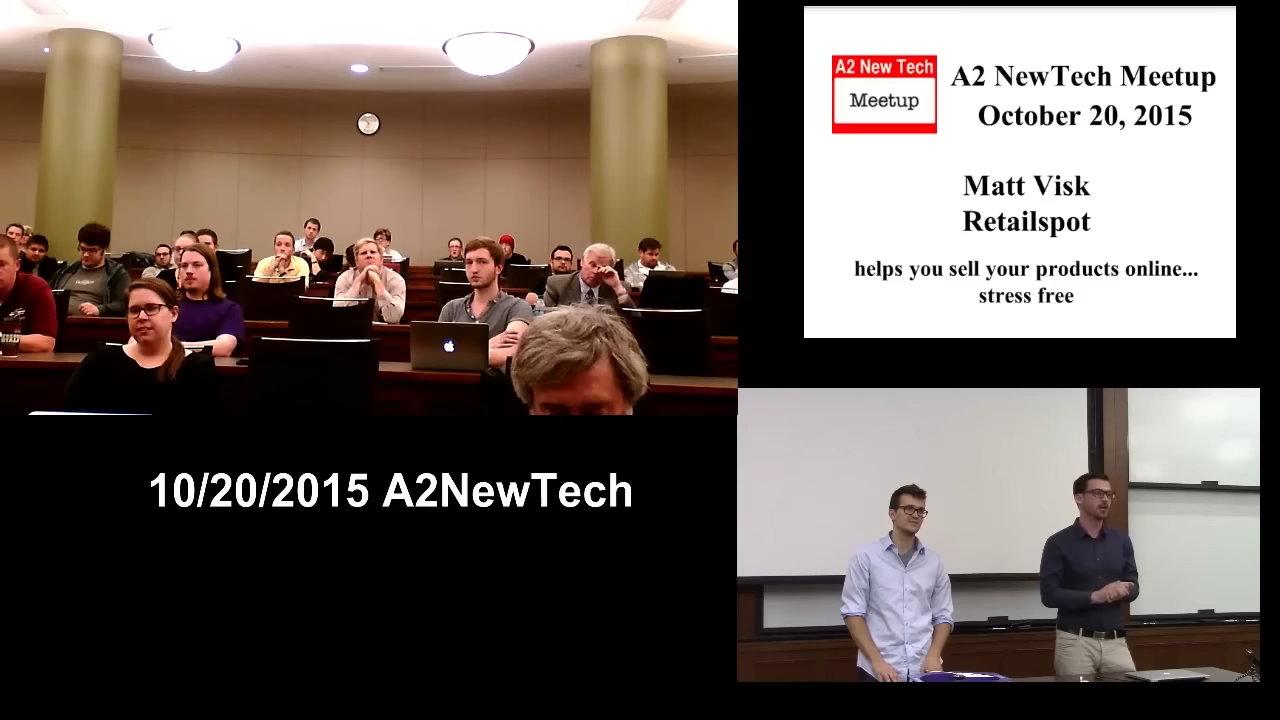 A2 New Tech
Meetup
A2 NewTech Meetup
October 20, 2015
Matt Visk
Retailspot
helps you sell your products online...
stress free
10/20/2015 A2NewTech